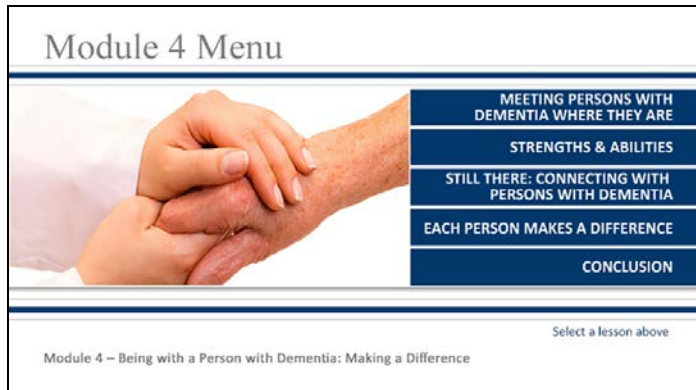 Module 4 Menu
MEETING PERSONS WITH
DEMENTIA WHERE THEY ARE
STRENGTHS & ABILITIES
STILL THERE: CONNECTING WITH
PERSONS WITH DEMENTIA
EACH PERSON MAKES A DIFFERENCE
CONCLUSION
Select a lesson above
Module 4 – Being with a Person with Dementia: Making a Difference